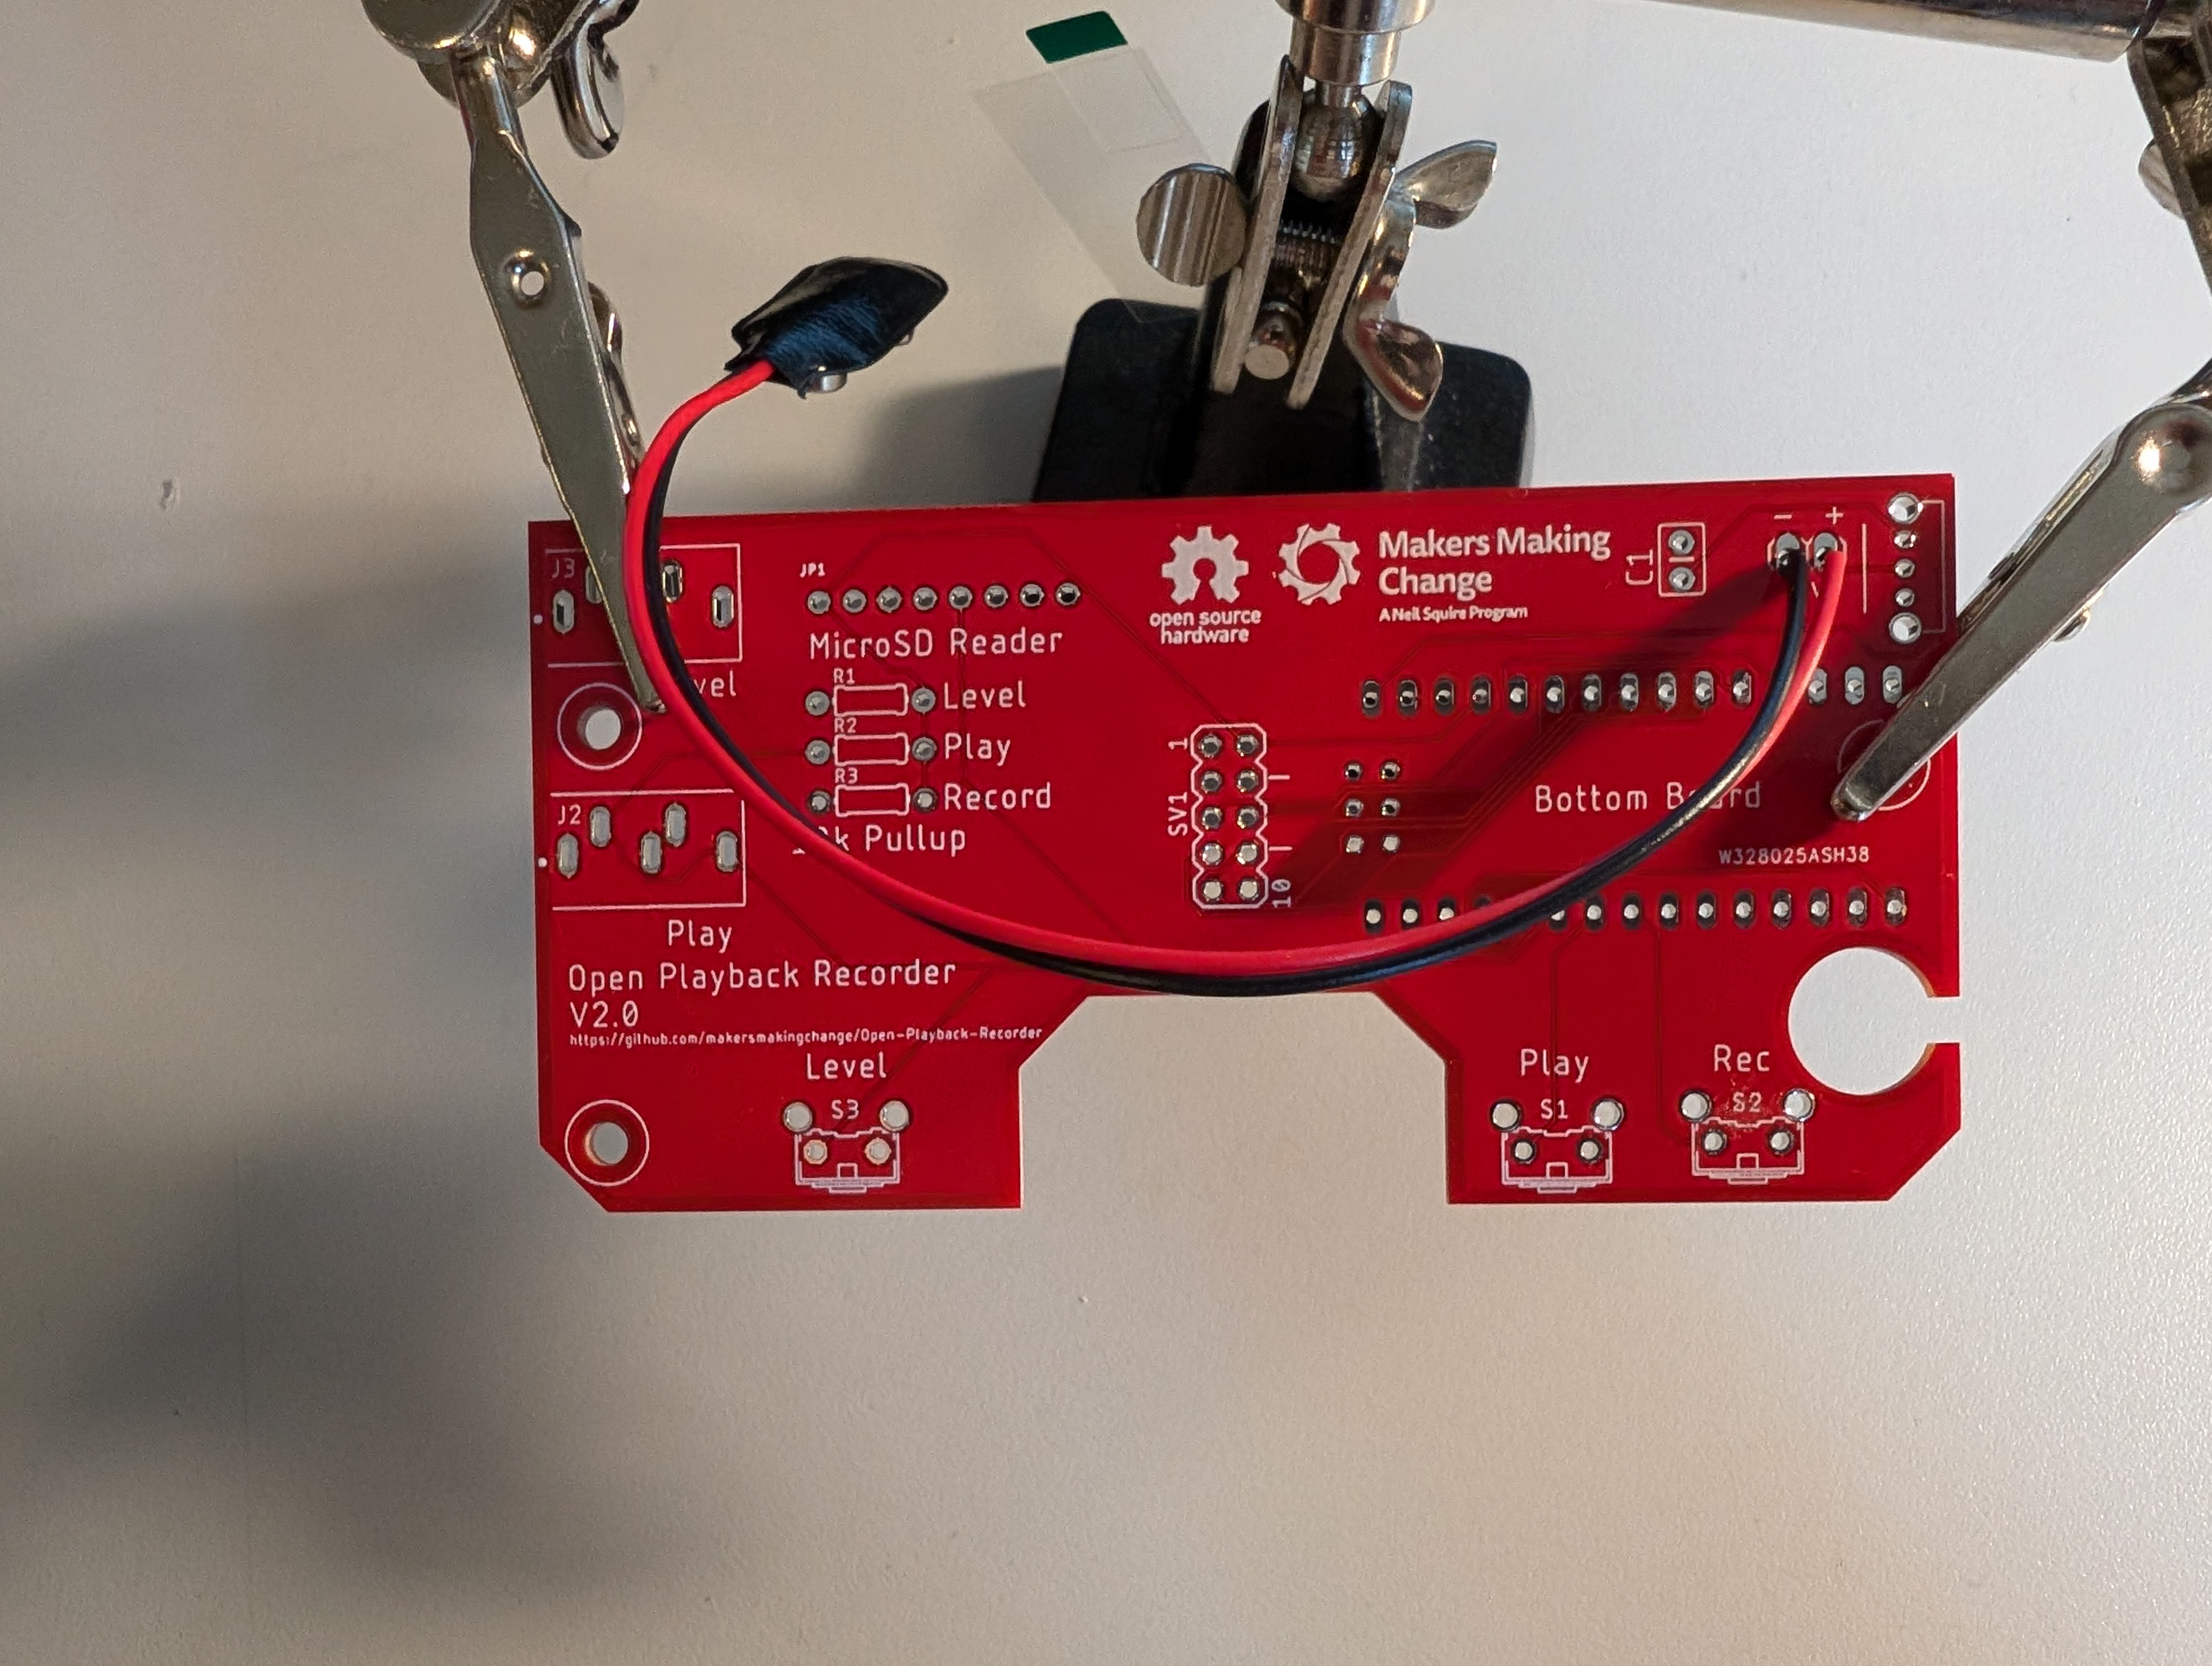 J3
JP1
MicroSD Reader
R1
Level
R2
Play
R3
Record
Pullup
J2
Play
Open Playback Recorder
V2.0
https://github.com/makersmakingchange/Open-Playback-Recorder
Level
S3
open source
hardware
Makers Making
Change
A Neil Squire Program
C1
- +
1
SV1
10
Bottom
W328025ASH38
Play
S1
Rec
S2